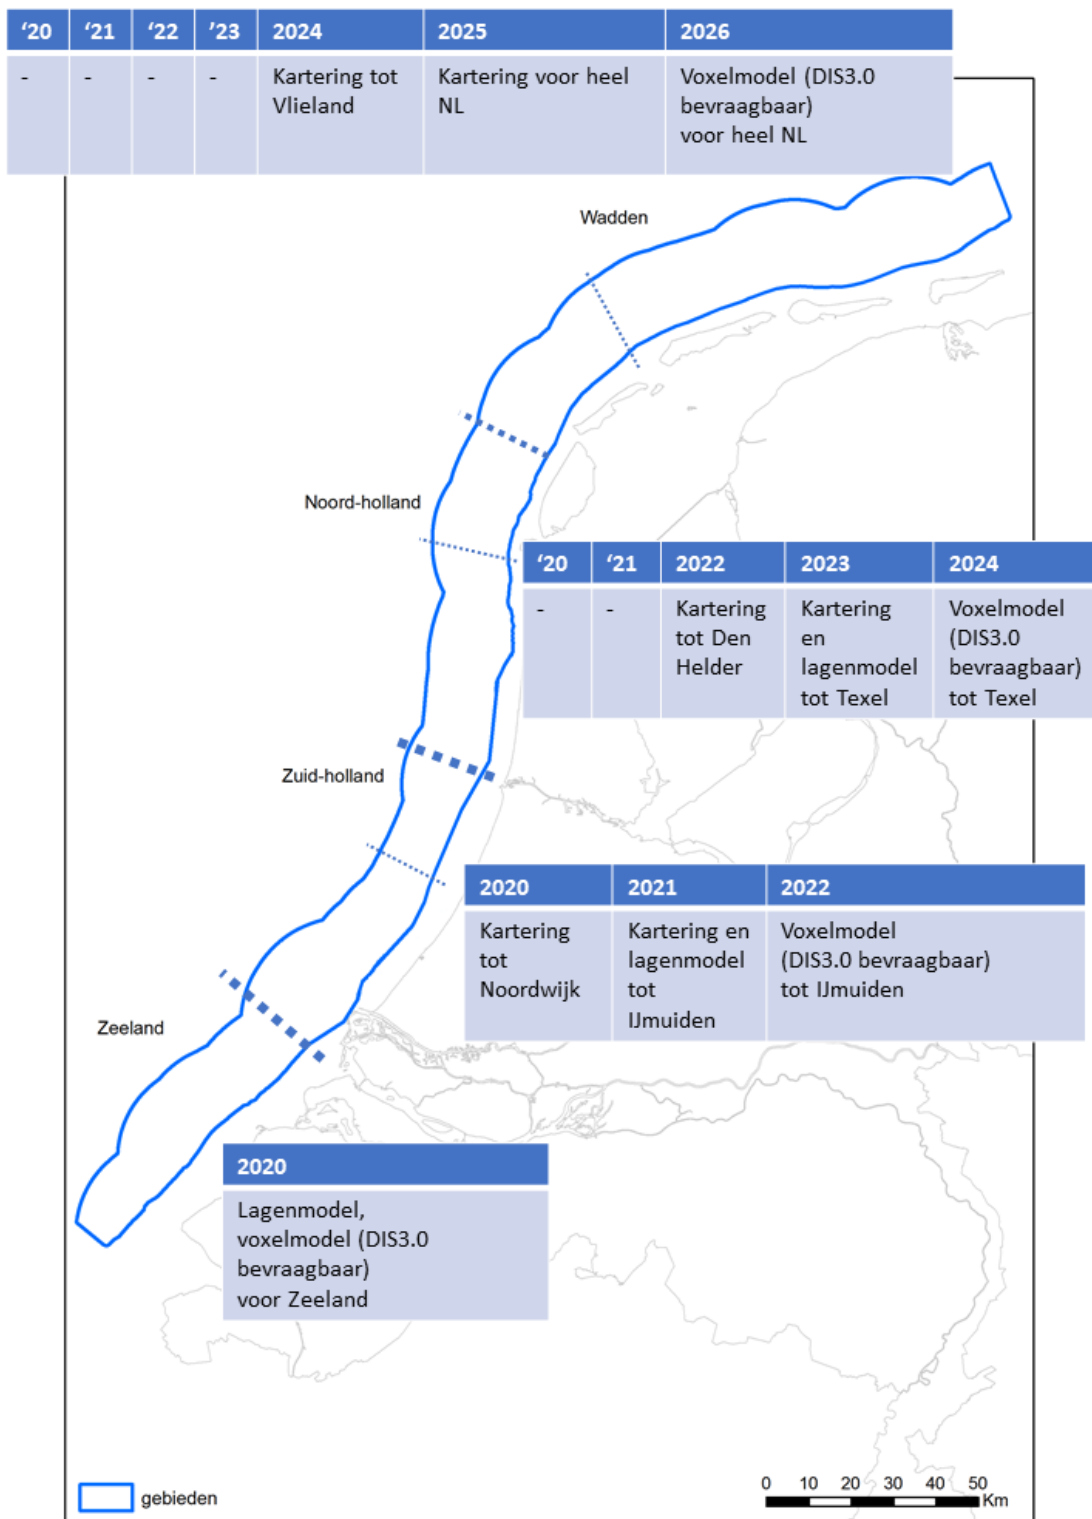 ‘20 ‘21 ‘22 ’23 2024 2025 2026
- - - - Kartering tot Kartering voor heel Voxelmodel (DIS3.0
Vlieland NL bevraagbaar)
voor heel NL
Wadden
Noord-holland
‘20 ‘21 2022 2023 2024
- - Kartering Kartering Voxelmodel
tot Den en (DIS3.0
Helder lagenmodel bevraagbaar)
tot Texel tot Texel
Zuid-holland
2020 2021 2022
Kartering Kartering en Voxelmodel
tot lagenmodel (DIS3.0 bevraagbaar)
Noordwijk tot tot IJmuiden
IJmuiden
Zeeland
2020
Lagenmodel,
voxelmodel (DIS3.0
bevraagbaar)
voor Zeeland
gebieden
0 10 20 30 40 50
Km